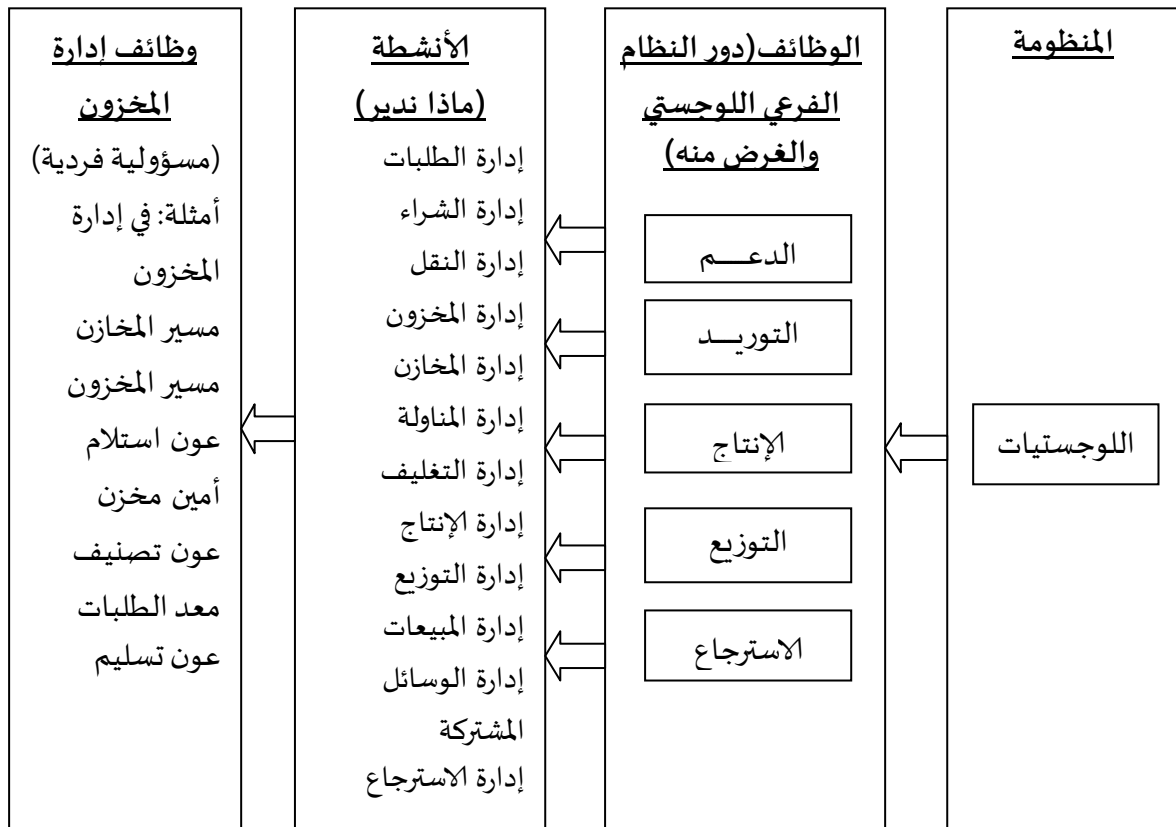 المنظومة
اللوجستيات
الوظائف(دور النظام
الفرعي اللوجستي
والغرض منه)
الدعـــم
التوريــد
الإنتاج
التوزيع
الاسترجاع
الأنشطة
(ماذا ندير)
إدارة الطلبات
إدارة الشراء
إدارة النقل
إدارة المخزون
إدارة المخازن
إدارة المناولة
إدارة التغليف
إدارة الإنتاج
إدارة التوزيع
إدارة المبيعات
إدارة الوسائل
المشتركة
إدارة الاسترجاع
وظائف إدارة
المخزون
(مسؤولية فردية)
أمثلة: في إدارة
المخزون
مسير المخازن
مسير المخزون
عون استلام
أمين مخزن
عون تصنيف
معد الطلبات
عون تسليم